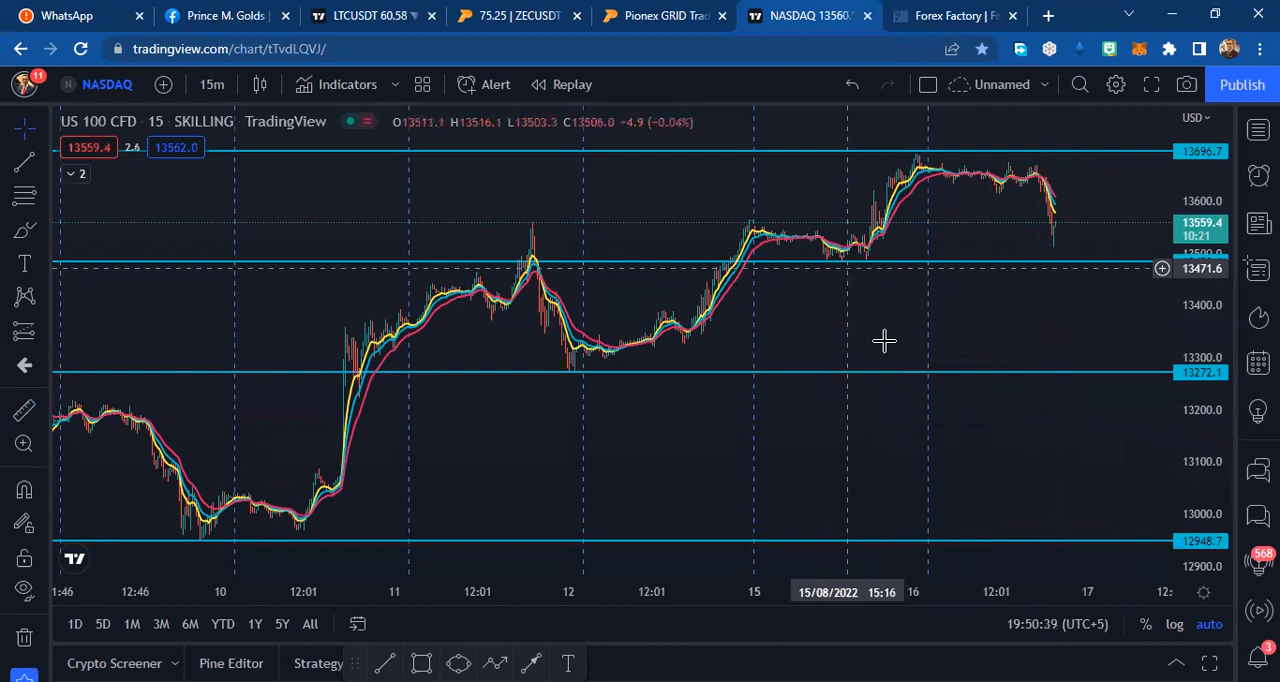 WhatsApp
Prince M. Golds
LTCUSDT 60.58 ▼
75.25 | ZECUSDT
Pionex GRID Trad
NASDAQ 13560.
Forex Factory | Fo
tradingview.com/chart/tTvdLQVJ/
11
N NASDAQ
15m
Indicators
Alert
Replay
Unnamed
Publish
US 100 CFD · 15 · SKILLING TradingView
O13511.1 H13516.1 L13503.3 C13506.0 -4.9 (-0.04%)
USD
13559.4 2.6 13562.0
2
13696.7
13600.0
13559.4
10:21
13471.6
13400.0
13300.0
13272.1
13200.0
13100.0
13000.0
12948.7
12900.0
:46 12:46 10 12:01 11 12:01 12 12:01 15 15/08/2022 15:16 16 12:01 17 12:
1D 5D 1M 3M 6M YTD 1Y 5Y All
19:50:39 (UTC+5) % log auto
Crypto Screener
Pine Editor
Strategy
T
568
3